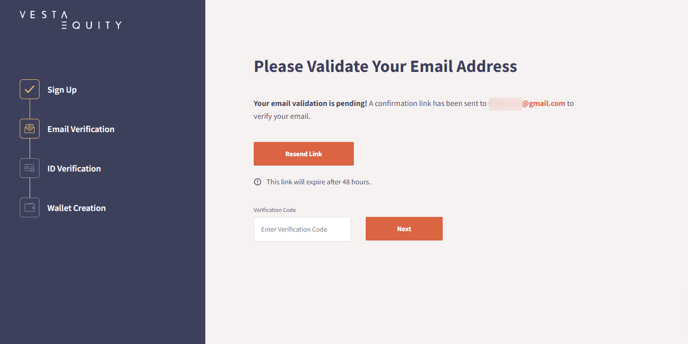 VESTA
EQUITY
Sign Up
Email Verification
ID Verification
Wallet Creation
Please Validate Your Email Address
Your email validation is pending! A confirmation link has been sent to @gmail.com to
verify your email.
Resend Link
This link will expire after 48 hours.
Verification Code
Enter Verification Code
Next